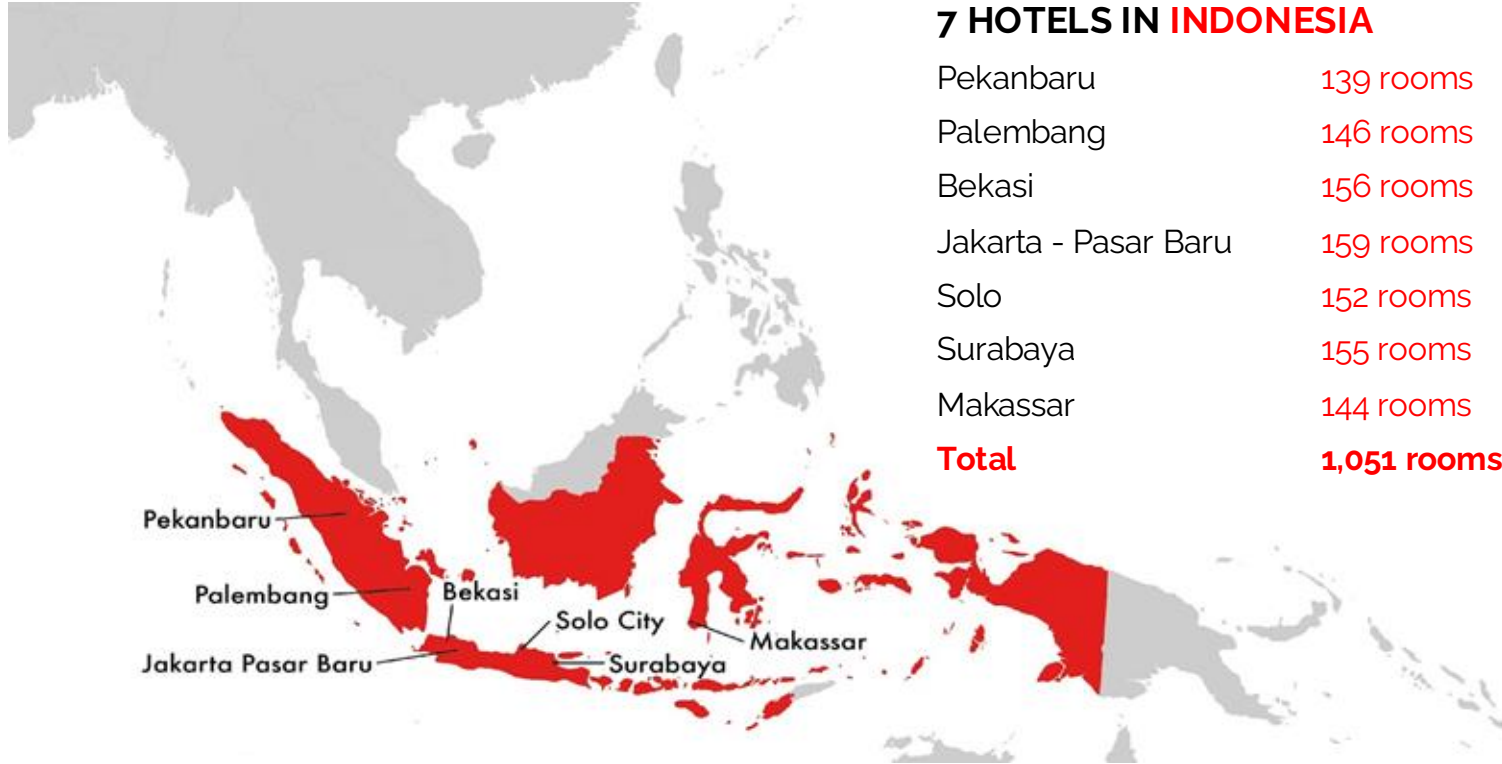 7 HOTELS IN INDONESIA
Pekanbaru 139 rooms
Palembang 146 rooms
Bekasi 156 rooms
Jakarta - Pasar Baru 159 rooms
Solo 152 rooms
Surabaya 155 rooms
Makassar 144 rooms
Total 1,051 rooms
Pekanbaru
Palembang
Bekasi
Solo City
Makassar
Jakarta Pasar Baru
Surabaya